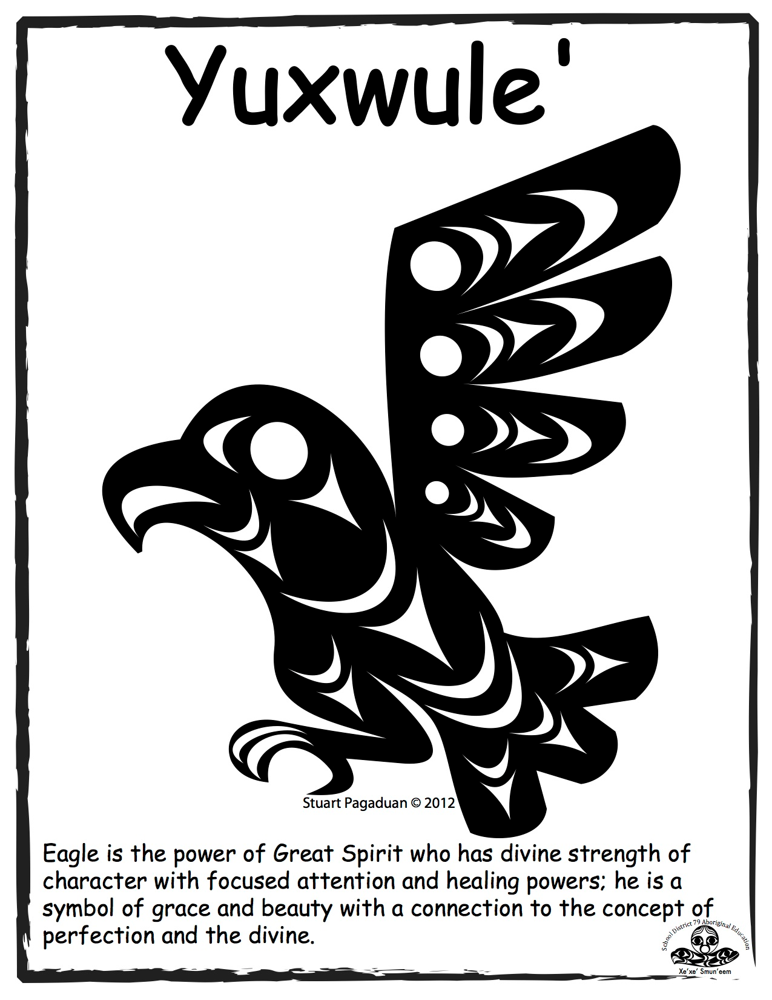 Yuxwule'
Stuart Pagaduan © 2012
Eagle is the power of Great Spirit who has divine strength of
character with focused attention and healing powers; he is a
symbol of grace and beauty with a connection to the concept of
perfection and the divine.
School District 79 Aboriginal Education
Xe'xe' Smun'eem